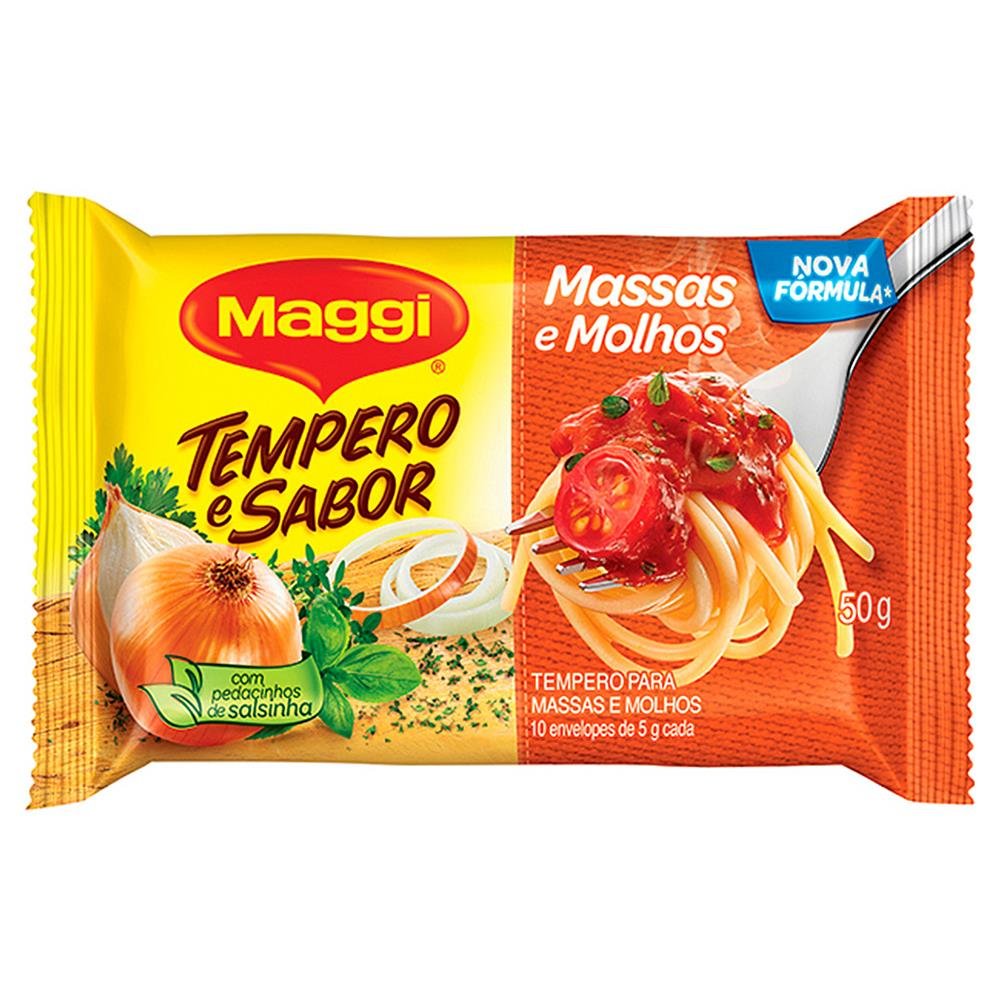 Maggi
®
TEMPERO
e SABOR
com
pedacinhos
de salsinha
Massas
e Molhos
NOVA
FÓRMULA*
50 g
TEMPERO PARA
MASSAS E MOLHOS
10 envelopes de 5 g cada